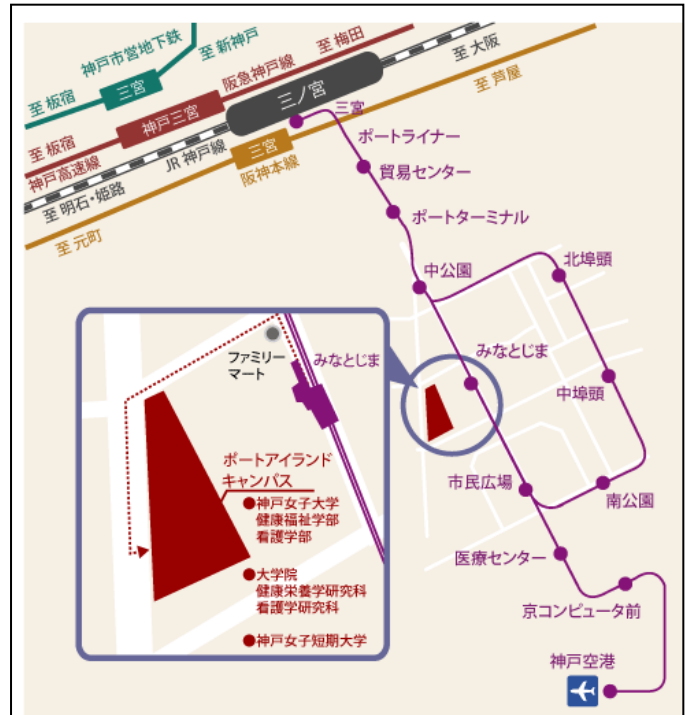 神戸市営地下鉄
至 新神戸
至 板宿
三宮
阪急神戸線
至 梅田
至 大阪
至 芦屋
三ノ宮
神戸三宮
三宮
至 板宿
神戸高速線
JR 神戸線
三宮
阪神本線
至 明石・姫路
至 元町
ポートライナー
貿易センター
ポートターミナル
中公園
北埠頭
みなとじま
中埠頭
市民広場
南公園
医療センター
京コンピュータ前
神戸空港
ファミリー
マート
みなとじま
ポートアイランド
キャンパス
●神戸女子大学
健康福祉学部
看護学部
●大学院
健康栄養学研究科
看護学研究科
●神戸女子短期大学